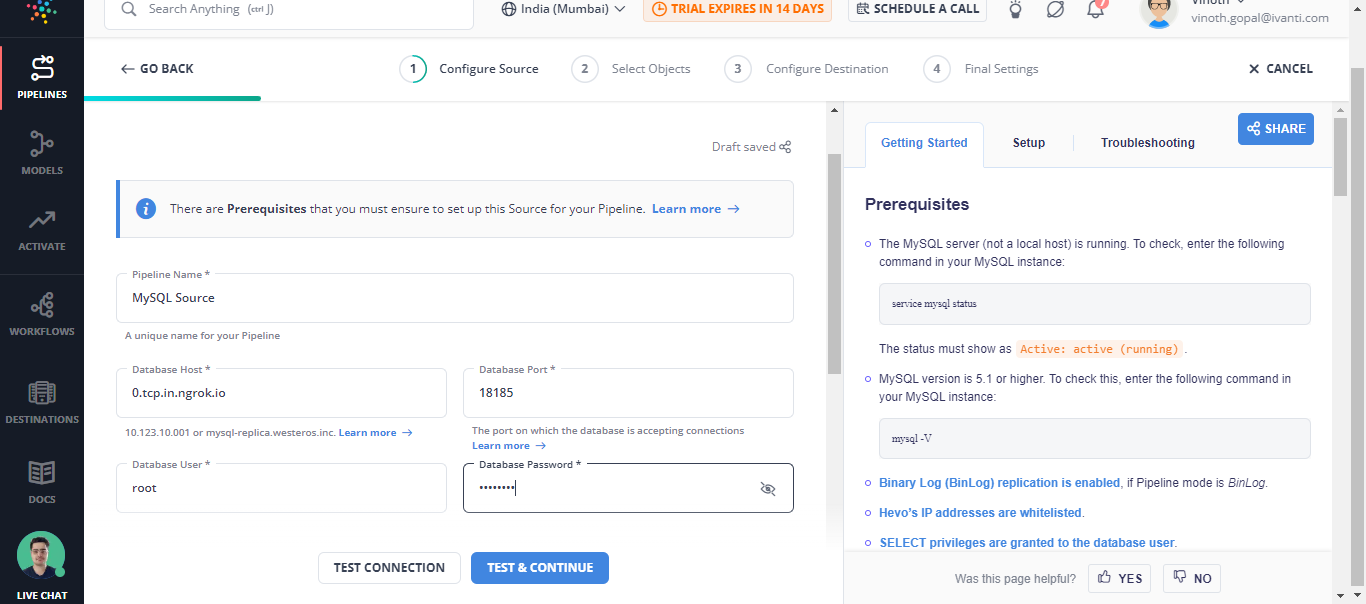 Search Anything (ctrl J)
India (Mumbai)
TRIAL EXPIRES IN 14 DAYS
SCHEDULE A CALL
7
Vinoth
vinoth.gopal@ivanti.com
PIPELINES
MODELS
ACTIVATE
WORKFLOWS
DESTINATIONS
DOCS
LIVE CHAT
GO BACK
1 Configure Source
2 Select Objects
3 Configure Destination
4 Final Settings
CANCEL
Draft saved
There are Prerequisites that you must ensure to set up this Source for your Pipeline. Learn more →
Pipeline Name *
MySQL Source
A unique name for your Pipeline
Database Host *
0.tcp.in.ngrok.io
10.123.10.001 or mysql-replica.westeros.inc. Learn more →
Database Port *
18185
The port on which the database is accepting connections
Learn more →
Database User *
root
Database Password *
••••••••
TEST CONNECTION
TEST & CONTINUE
Getting Started
Setup
Troubleshooting
SHARE
Prerequisites
The MySQL server (not a local host) is running. To check, enter the following
command in your MySQL instance:
service mysql status
The status must show as Active: active (running) .
MySQL version is 5.1 or higher. To check this, enter the following command in
your MySQL instance:
mysql -V
Binary Log (BinLog) replication is enabled, if Pipeline mode is BinLog.
Hevo's IP addresses are whitelisted.
SELECT privileges are granted to the database user.
Was this page helpful?
YES
NO